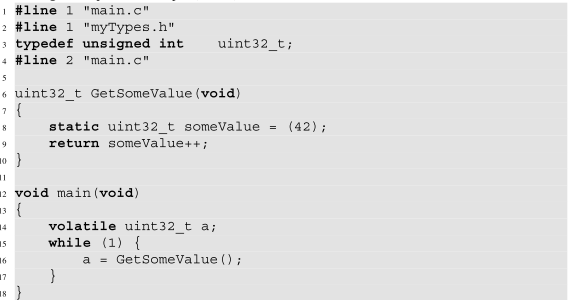 1 #line 1 "main.c"
2 #line 1 "myTypes.h"
3 typedef unsigned int    uint32_t;
4 #line 2 "main.c"
5
6 uint32_t GetSomeValue(void)
7 {
8     static uint32_t someValue = (42);
9     return someValue++;
10 }
11
12 void main(void)
13 {
14     volatile uint32_t a;
15     while (1) {
16         a = GetSomeValue();
17     }
18 }